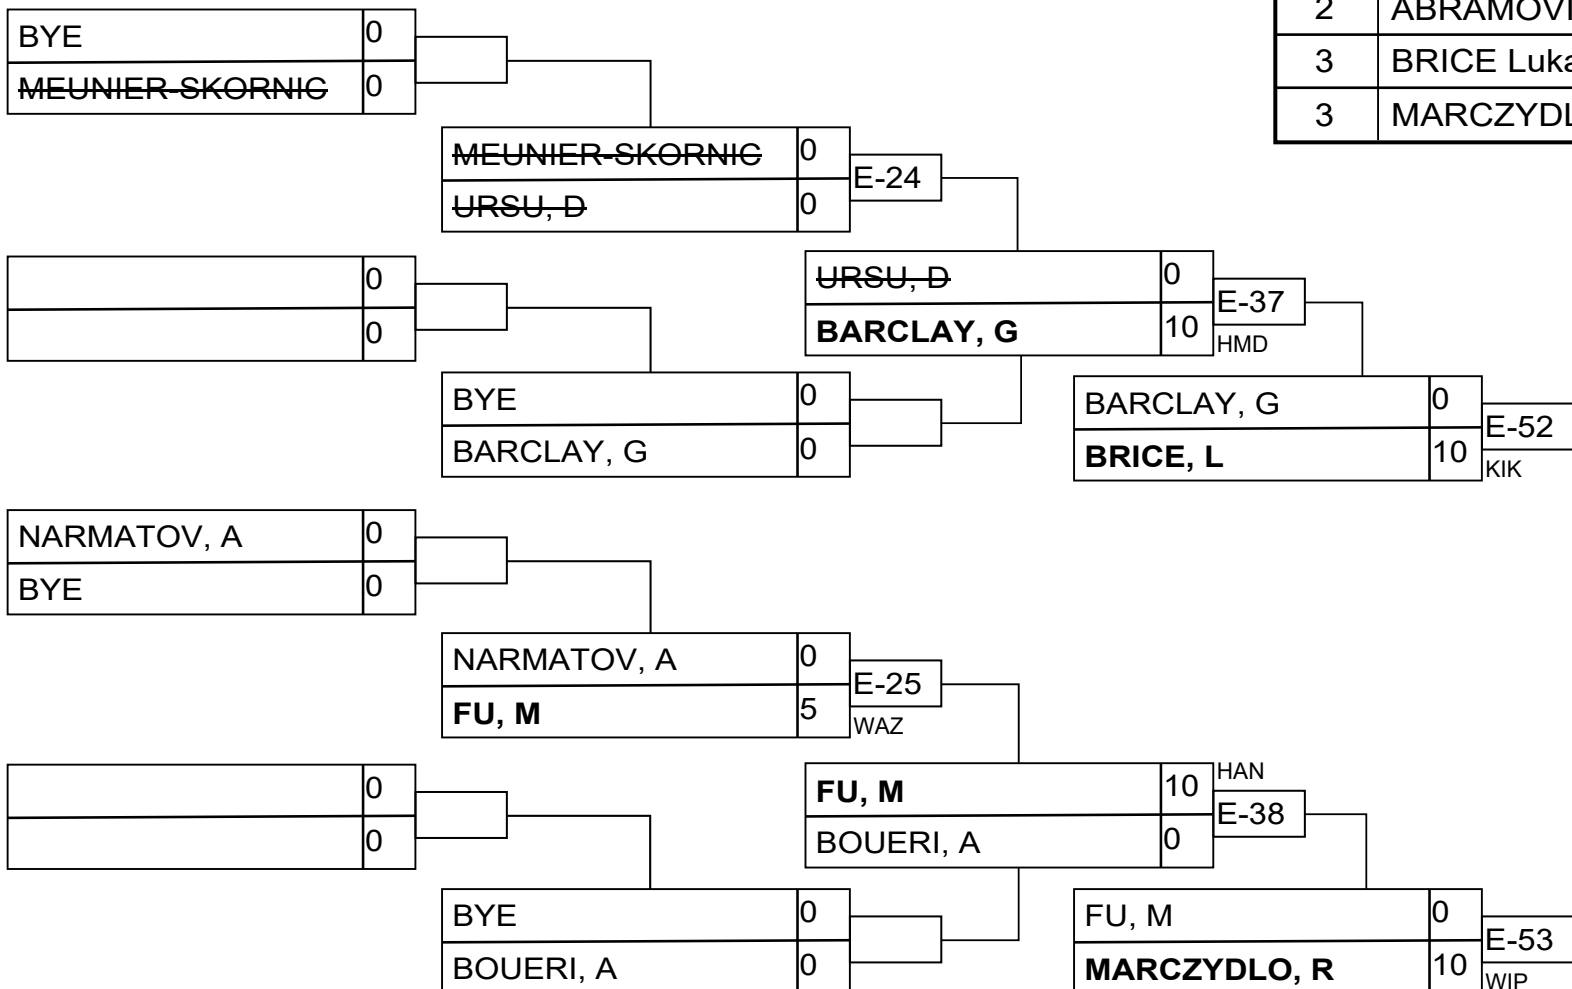 BYE 0
MEUNIER-SKORNIC 0
2
3 BRICE
3
MEUNIER-SKORNIC 0
URSU, D 0
E-24
0
0
URSU, D 0
BARCLAY, G 10
E-37
HMD
BYE 0
BARCLAY, G 0
BARCLAY, G 0
BRICE, L 10
E-52
KIK
NARMATOV, A 0
BYE 0
NARMATOV, A 0
FU, M 5
E-25
WAZ
0
0
FU, M 10
BOUERI, A 0
HAN
E-38
BYE 0
BOUERI, A 0
FU, M 0
MARCZYDLO, R 10
E-53
WIP